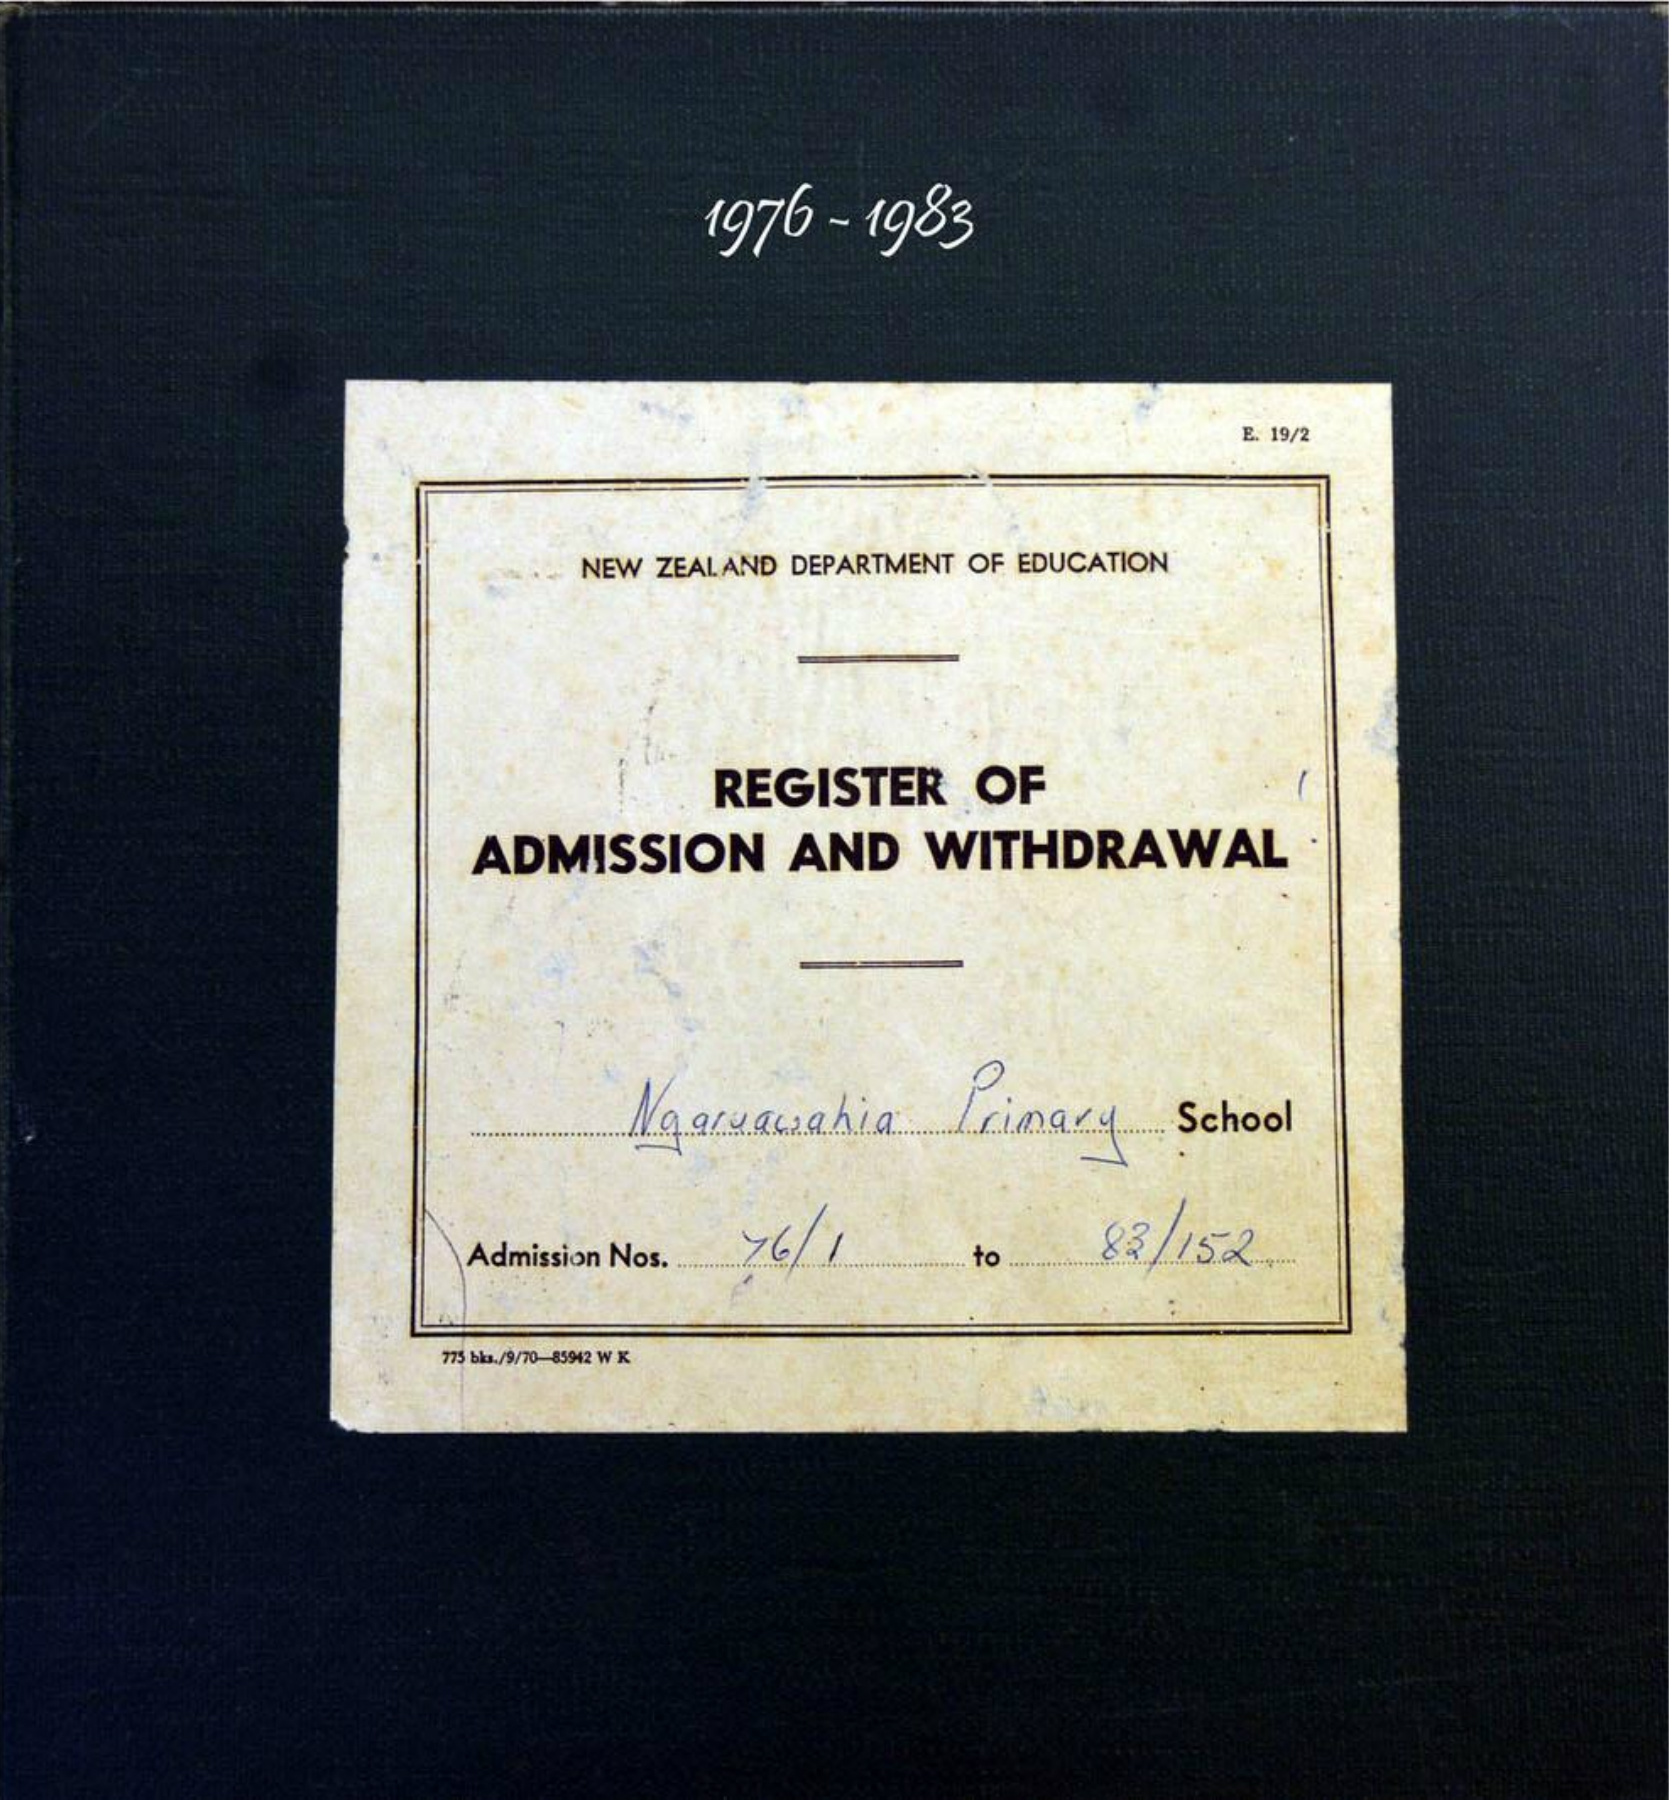 1976 - 1983
E. 19/2
NEW ZEALAND DEPARTMENT OF EDUCATION
REGISTER OF
ADMISSION AND WITHDRAWAL
Ngaruawahia Primary School
Admission Nos. 76/1 to 83/152
775 bks./9/70—85942 W K